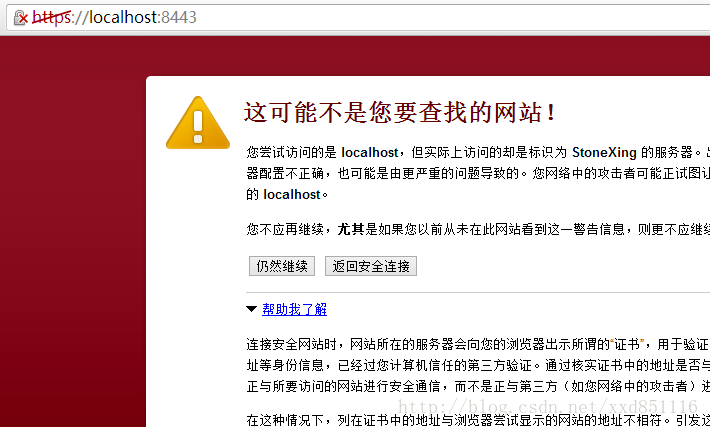 https://localhost:8443
这可能不是您要查找的网站！
您尝试访问的是 localhost，但实际上访问的却是标识为 StoneXing 的服务器。
器配置不正确，也可能是由更严重的问题导致的。您网络中的攻击者可能正试图让
的 localhost。
您不应再继续，尤其是如果您以前从未在此网站看到这一警告信息，则更不应继续
仍然继续 返回安全连接
帮助我了解
连接安全网站时，网站所在的服务器会向您的浏览器出示所谓的“证书”，用于验证
址等身份信息，已经过您计算机信任的第三方验证。通过核实证书中的地址是否与
正与所要访问的网站进行安全通信，而不是正与第三方（如您网络中的攻击者）进
http://blog.csdn.net/xxd851116
在这种情况下，列在证书中的地址与浏览器尝试显示的网站的地址不相符。引发这